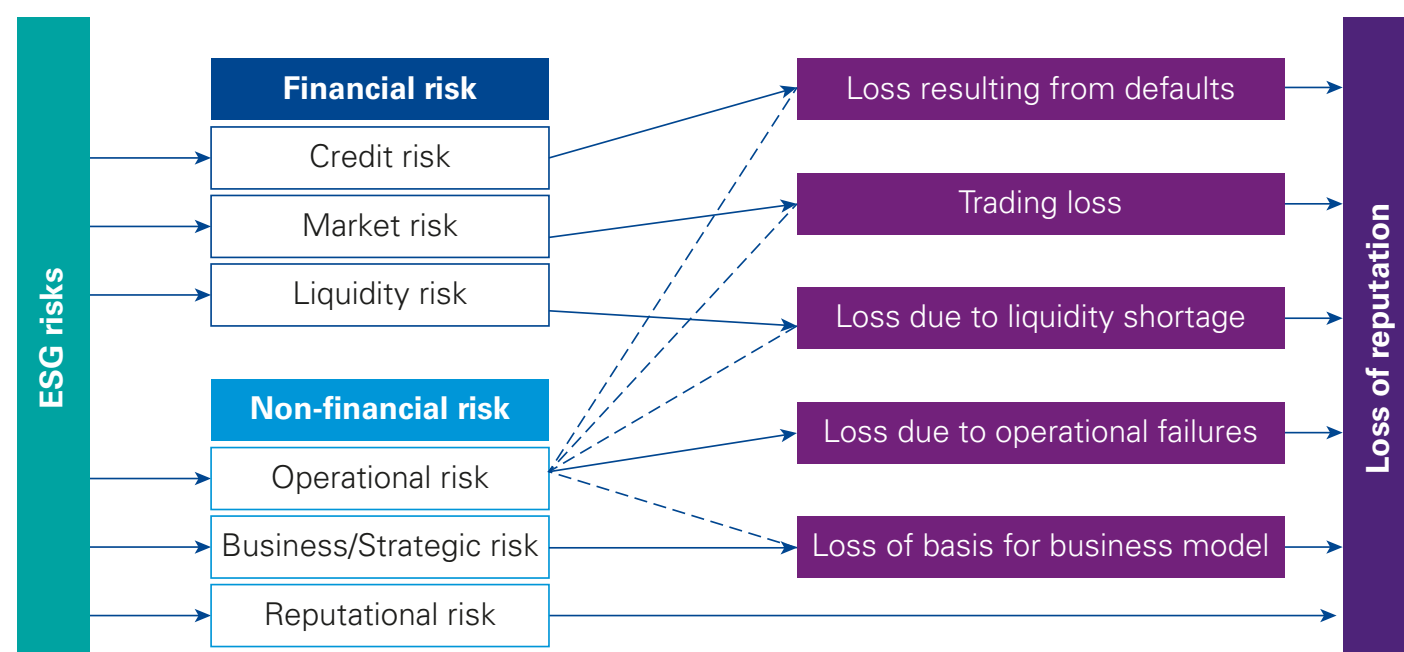 ESG risks
Financial risk
Credit risk
Market risk
Liquidity risk
Non-financial risk
Operational risk
Business/Strategic risk
Reputational risk
Loss resulting from defaults
Trading loss
Loss due to liquidity shortage
Loss due to operational failures
Loss of basis for business model
Loss of reputation